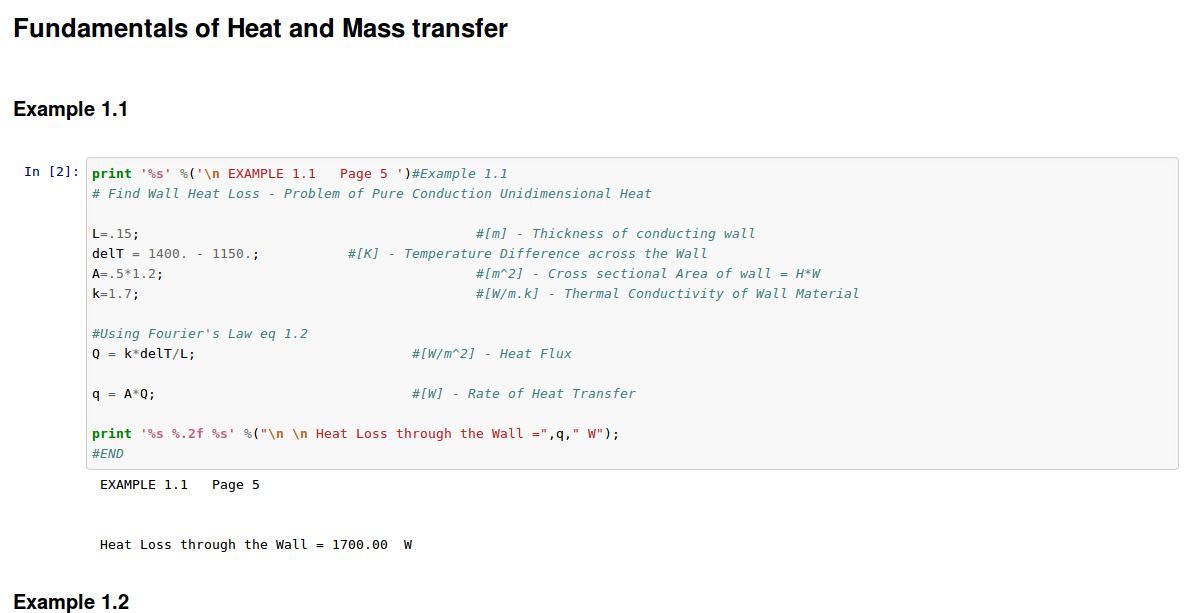 Fundamentals of Heat and Mass transfer
Example 1.1
In [2]:
print '%s' %('\n EXAMPLE 1.1   Page 5 ')#Example 1.1
# Find Wall Heat Loss - Problem of Pure Conduction Unidimensional Heat
L=.15;                                          #[m] - Thickness of conducting wall
delT = 1400. - 1150.;           #[K] - Temperature Difference across the Wall
A=.5*1.2;                                       #[m^2] - Cross sectional Area of wall = H*W
k=1.7;                                          #[W/m.k] - Thermal Conductivity of Wall Material
#Using Fourier's Law eq 1.2
Q = k*delT/L;                           #[W/m^2] - Heat Flux
q = A*Q;                                #[W] - Rate of Heat Transfer
print '%s %.2f %s' %("\n \n Heat Loss through the Wall =",q," W");
#END
EXAMPLE 1.1   Page 5
Heat Loss through the Wall = 1700.00  W
Example 1.2